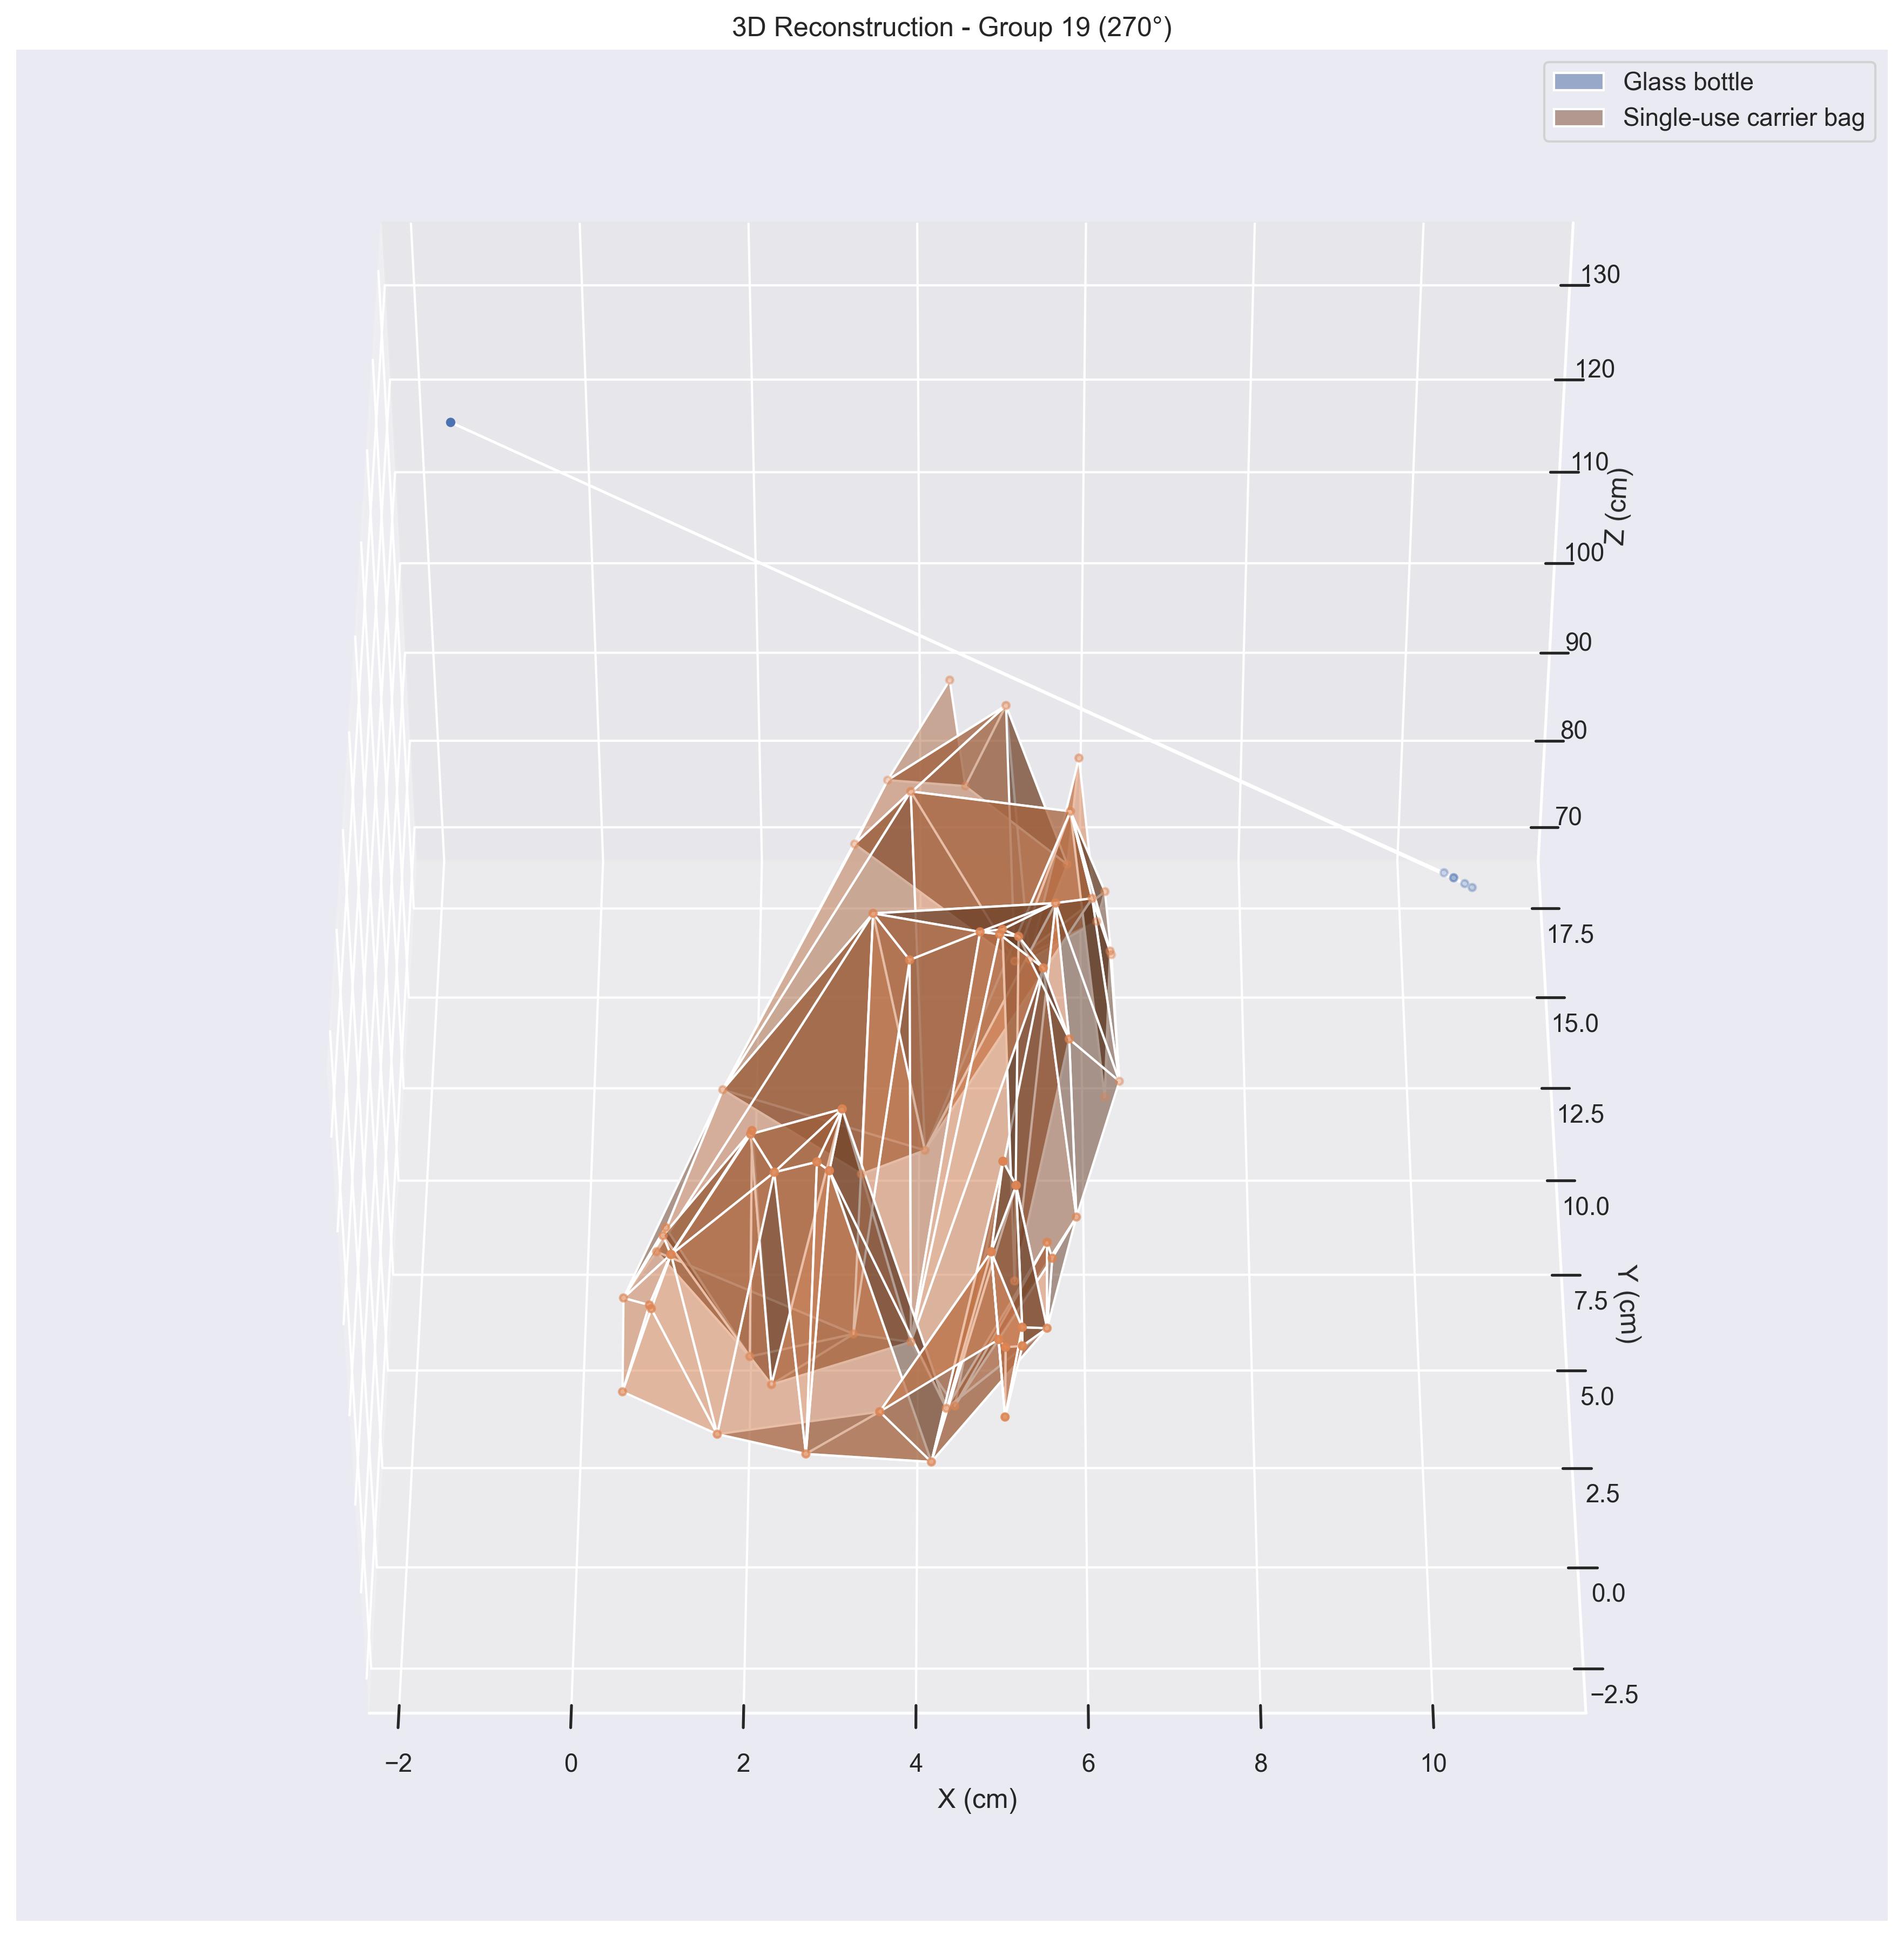 3D Reconstruction - Group 19 (270°)
Glass bottle
Single-use carrier bag
130
120
110
Z (cm)
100
90
80
70
17.5
15.0
12.5
10.0
7.5
Y (cm)
5.0
2.5
0.0
−2.5
−2 0 2 4 6 8 10
X (cm)